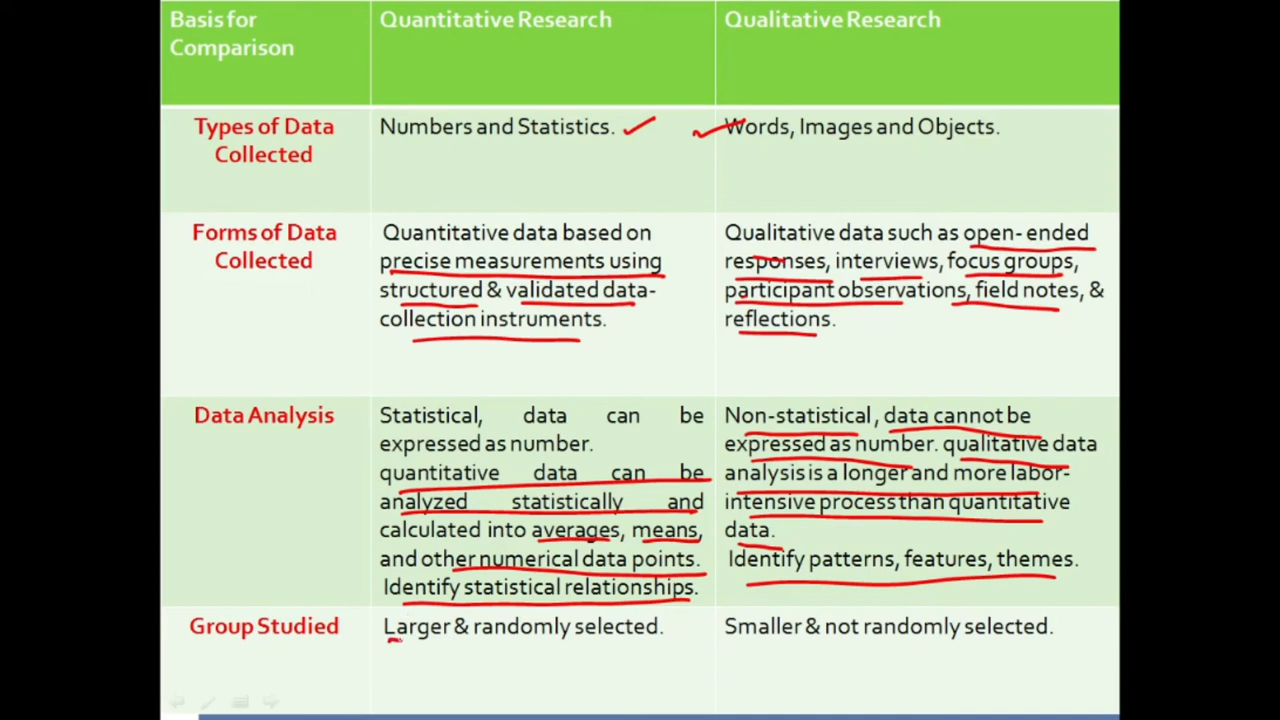 Basis for
Comparison
Quantitative Research
Qualitative Research
Types of Data
Collected
Numbers and Statistics.
Words, Images and Objects.
Forms of Data
Collected
Quantitative data based on
precise measurements using
structured & validated data-
collection instruments.
Qualitative data such as open- ended
responses, interviews, focus groups,
participant observations, field notes, &
reflections.
Data Analysis
Statistical, data can be
expressed as number.
quantitative data can be
analyzed statistically and
calculated into averages, means,
and other numerical data points.
Identify statistical relationships.
Non-statistical , data cannot be
expressed as number. qualitative data
analysis is a longer and more labor-
intensive process than quantitative
data.
Identify patterns, features, themes.
Group Studied
Larger & randomly selected.
Smaller & not randomly selected.